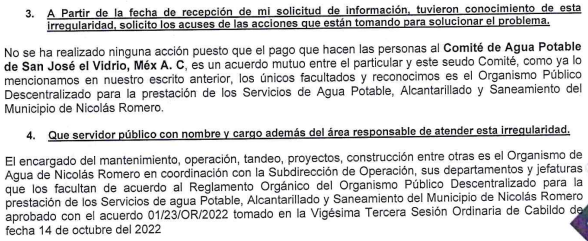 3. A Partir de la fecha de recepción de mi solicitud de información, tuvieron conocimiento de esta
irregularidad, solicito los acuses de las acciones que están tomando para solucionar el problema.
No se ha realizado ninguna acción puesto que el pago que hacen las personas al Comité de Agua Potable
de San José el Vidrio, Méx A. C, es un acuerdo mutuo entre el particular y este seudo Comité, como ya lo
mencionamos en nuestro escrito anterior, los únicos facultados y reconocimos es el Organismo Público
Descentralizado para la prestación de los Servicios de Agua Potable, Alcantarillado y Saneamiento del
Municipio de Nicolás Romero.
4. Que servidor público con nombre y cargo además del área responsable de atender esta irregularidad.
El encargado del mantenimiento, operación, tandeo, proyectos, construcción entre otras es el Organismo de
Agua de Nicolás Romero en coordinación con la Subdirección de Operación, sus departamentos y jefaturas
que los facultan de acuerdo al Reglamento Orgánico del Organismo Público Descentralizado para la
prestación de los Servicios de agua Potable, Alcantarillado y Saneamiento del Municipio de Nicolás Romero
aprobado con el acuerdo 01/23/OR/2022 tomado en la Vigésima Tercera Sesión Ordinaria de Cabildo de
fecha 14 de octubre del 2022